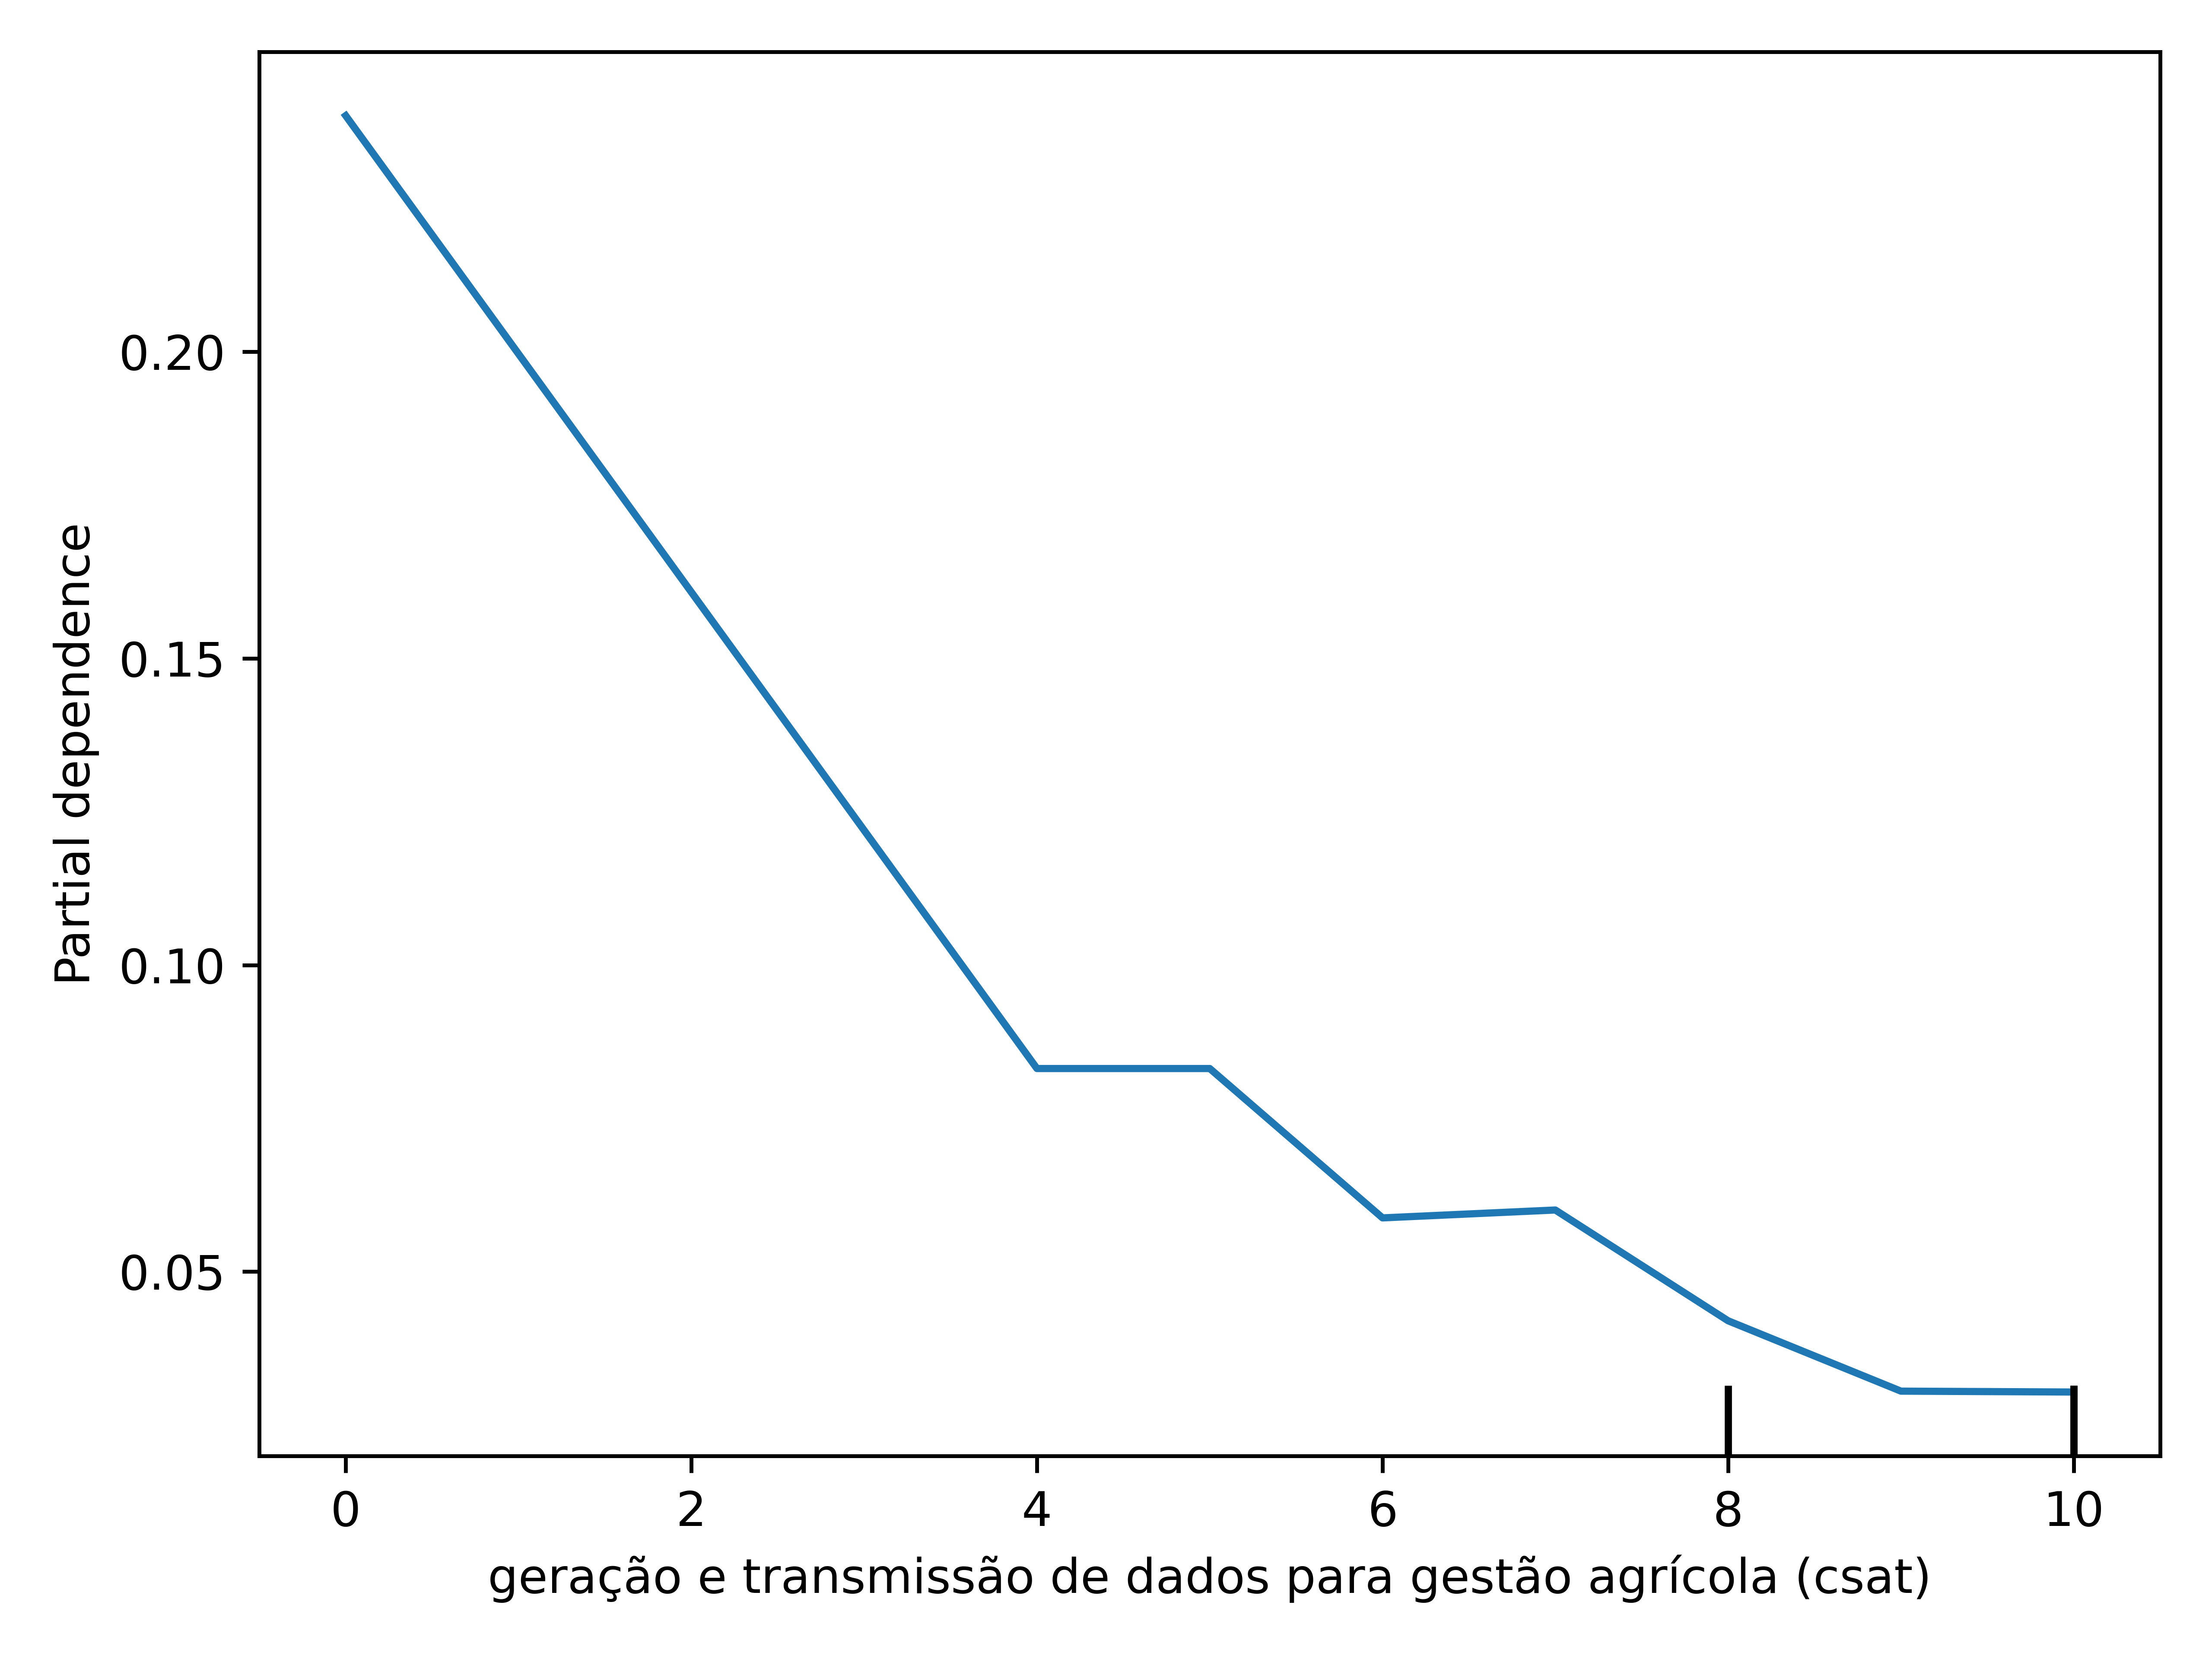 Partial dependence
0.20
0.15
0.10
0.05
0 2 4 6 8 10
geração e transmissão de dados para gestão agrícola (csat)